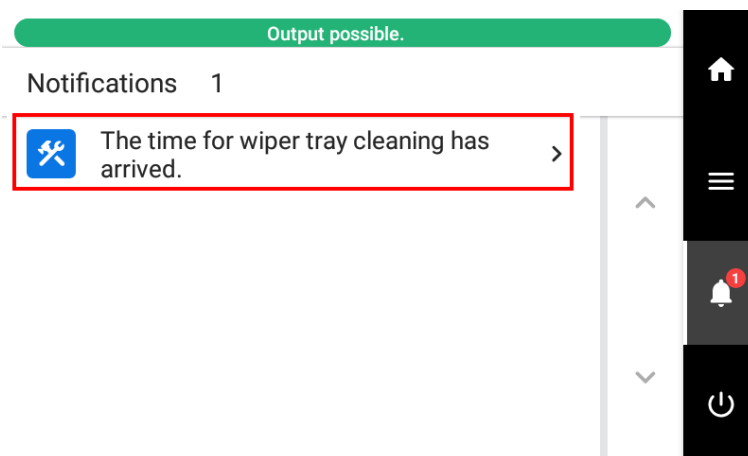 Output possible.
Notifications 1
The time for wiper tray cleaning has
arrived.
1